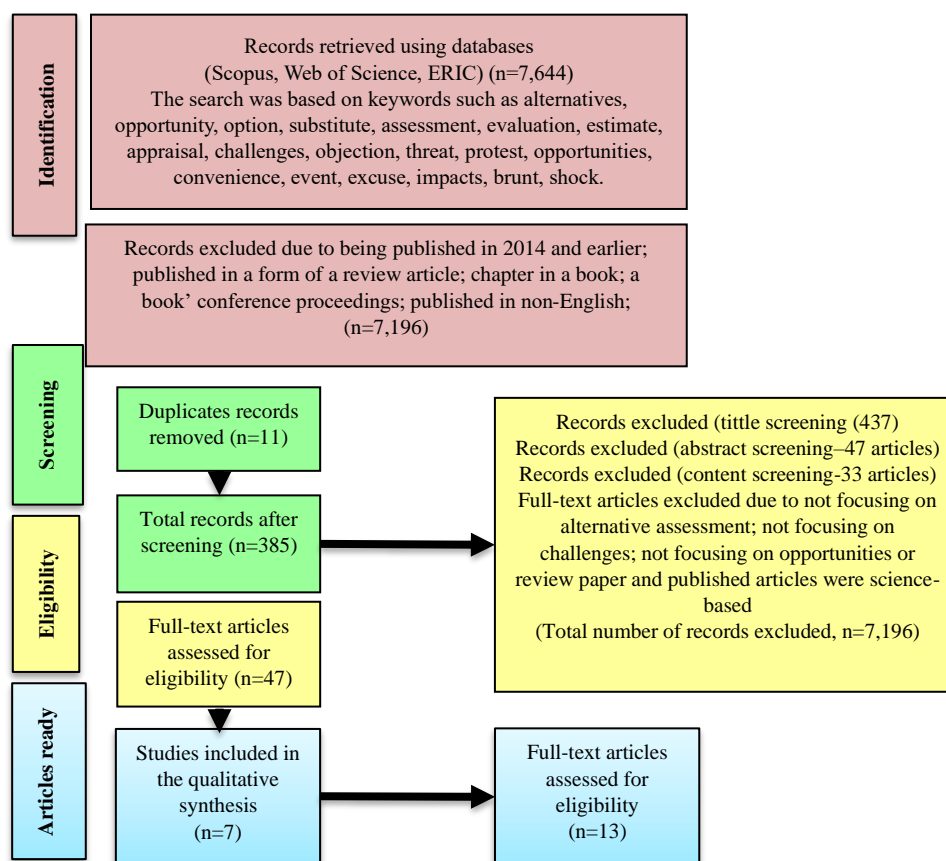 Identification
Records retrieved using databases
(Scopus, Web of Science, ERIC) (n=7,644)
The search was based on keywords such as alternatives,
opportunity, option, substitute, assessment, evaluation, estimate,
appraisal, challenges, objection, threat, protest, opportunities,
convenience, event, excuse, impacts, brunt, shock.
Records excluded due to being published in 2014 and earlier;
published in a form of a review article; chapter in a book; a
book’ conference proceedings; published in non-English;
(n=7,196)
Screening
Duplicates records
removed (n=11)
Total records after
screening (n=385)
Records excluded (tittle screening (437)
Records excluded (abstract screening–47 articles)
Records excluded (content screening-33 articles)
Full-text articles excluded due to not focusing on
alternative assessment; not focusing on
challenges; not focusing on opportunities or
review paper and published articles were science-
based
(Total number of records excluded, n=7,196)
Eligibility
Full-text articles
assessed for
eligibility (n=47)
Articles ready
Studies included in
the qualitative
synthesis
(n=7)
Full-text articles
assessed for
eligibility
(n=13)